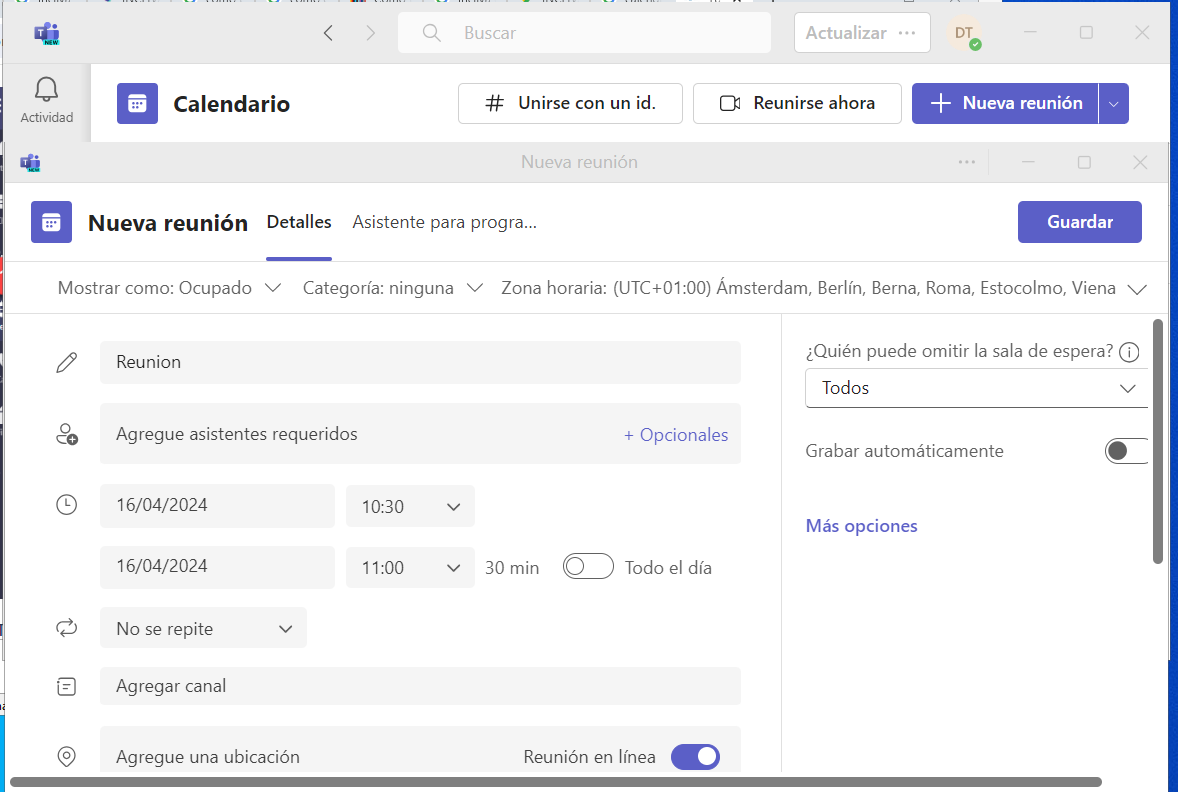 Buscar
Actualizar ···
DT
Actividad
Calendario
# Unirse con un id.
Reunirse ahora
Nueva reunión
Nueva reunión
Nueva reunión
Detalles
Asistente para progra...
Guardar
Mostrar como: Ocupado
Categoría: ninguna
Zona horaria: (UTC+01:00) Ámsterdam, Berlín, Berna, Roma, Estocolmo, Viena
Reunion
Agregue asistentes requeridos
+ Opcionales
16/04/2024
10:30
16/04/2024
11:00
30 min
Todo el día
No se repite
Agregar canal
Agregue una ubicación
Reunión en línea
¿Quién puede omitir la sala de espera?
Todos
Grabar automáticamente
Más opciones